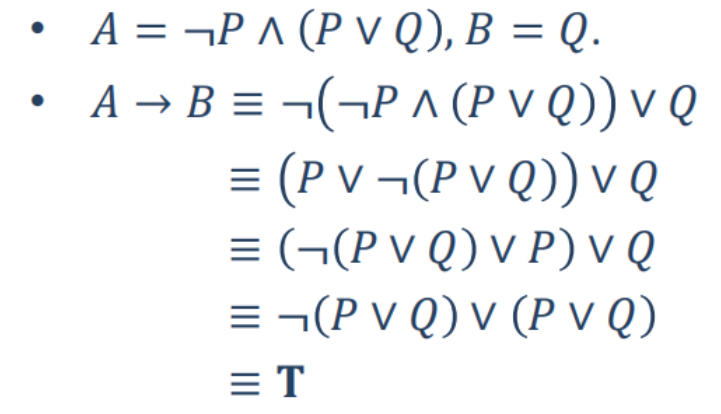 • A = ¬P ∧ (P ∨ Q), B = Q.
• A → B ≡ ¬(¬P ∧ (P ∨ Q)) ∨ Q
≡ (P ∨ ¬(P ∨ Q)) ∨ Q
≡ (¬(P ∨ Q) ∨ P) ∨ Q
≡ ¬(P ∨ Q) ∨ (P ∨ Q)
≡ T